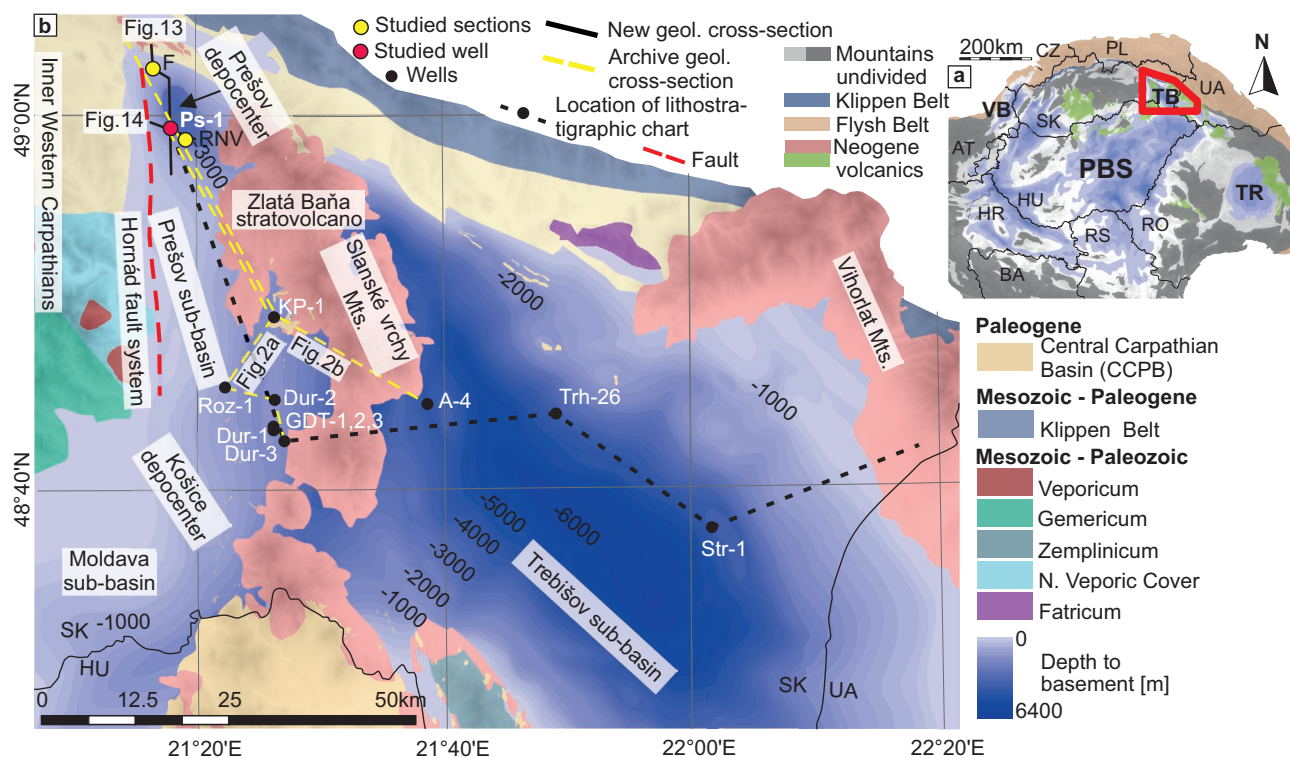 b
Fig.13
F
Prešov
depocenter
Fig.14
Ps-1
RNV
-3000
Studied sections
Studied well
Wells
New geol. cross-section
Archive geol.
cross-section
Location of lithostra-
tigraphic chart
Fault
Mountains
undivided
Klippen Belt
Flysh Belt
Neogene
volcanics
200km
a
N
CZ
PL
UA
TB
VB
SK
AT
PBS
TR
HU
HR
RO
RS
BA
49°00'N
48°40'N
Inner Western Carpathians
Hornád fault system
Prešov sub-basin
Zlatá Baňa
stratovolcano
Slanské vrchy
Mts.
-2000
Vihorlat Mts.
-1000
KP-1
Fig.2a
Fig.2b
Roz-1
Dur-2
GDT-1,2,3
Dur-1
Dur-3
A-4
Trh-26
Str-1
Košice
depocenter
Moldava
sub-basin
-5000
-6000
-4000
-3000
-2000
-1000
Trebišov sub-basin
SK
-1000
HU
SK
UA
0
12.5
25
50km
21°20'E
21°40'E
22°00'E
22°20'E
Paleogene
Central Carpathian
Basin (CCPB)
Mesozoic - Paleogene
Klippen Belt
Mesozoic - Paleozoic
Veporicum
Gemericum
Zemplinicum
N. Veporic Cover
Fatricum
0
Depth to
basement [m]
6400